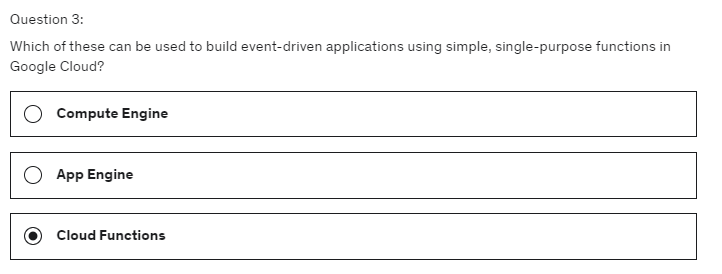 Question 3:
Which of these can be used to build event-driven applications using simple, single-purpose functions in
Google Cloud?
Compute Engine
App Engine
Cloud Functions